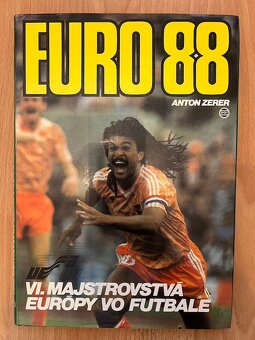 EURO 88
ANTON ZERER
VI. MAJSTROVSTVÁ
EURÓPY VO FUTBALE